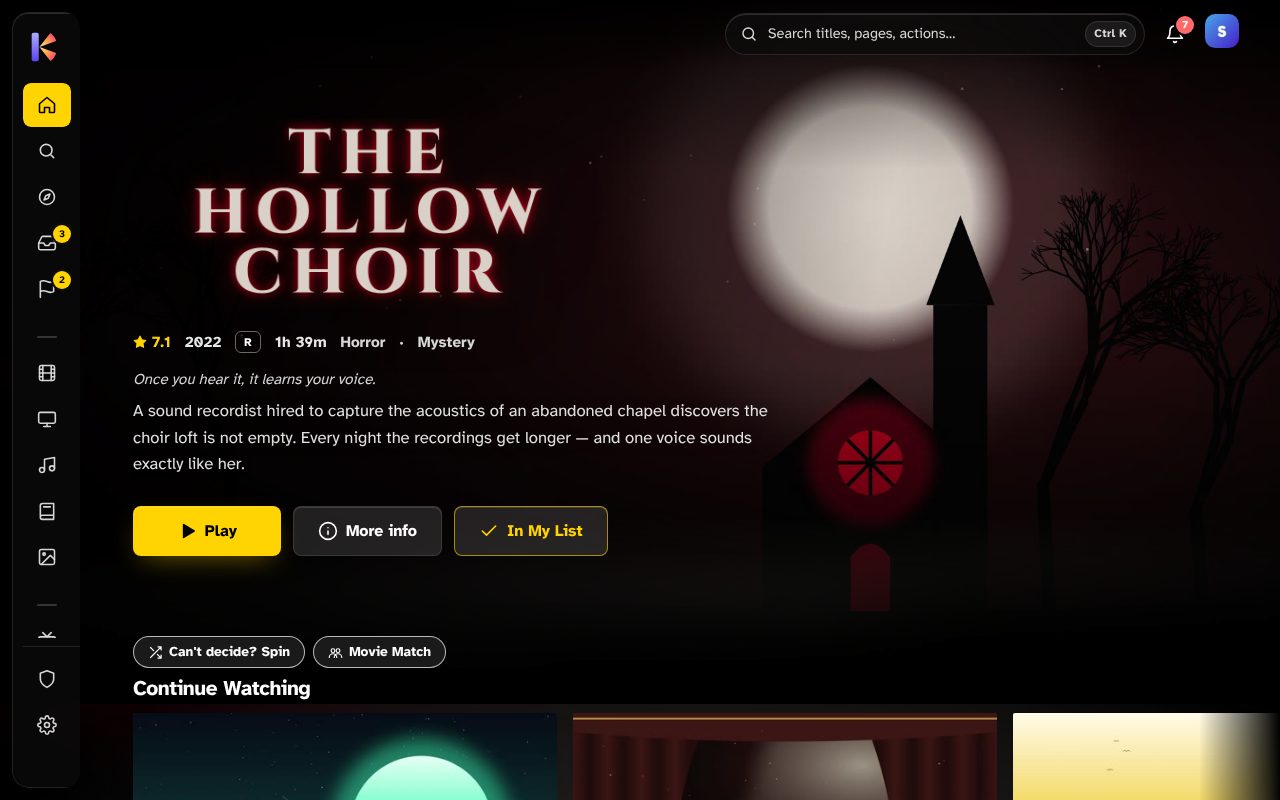 Search titles, pages, actions...
Ctrl K
7
S
3
2
THE
HOLLOW
CHOIR
7.1 2022 R 1h 39m Horror · Mystery
Once you hear it, it learns your voice.
A sound recordist hired to capture the acoustics of an abandoned chapel discovers the
choir loft is not empty. Every night the recordings get longer — and one voice sounds
exactly like her.
Play
More info
In My List
Can't decide? Spin
Movie Match
Continue Watching